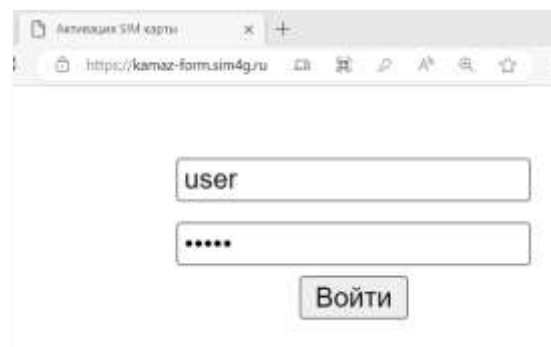 Активация SIM карты
https://kamaz-form.sim4g.ru
user
•••••
Войти